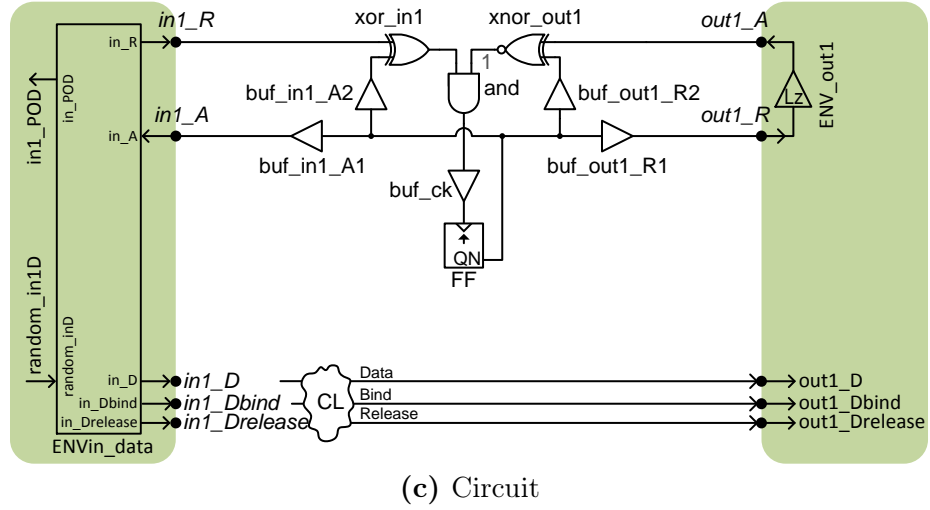 in1_R
xor_in1
xnor_out1
out1_A
in_R
1
and
in1_POD
in_POD
buf_in1_A2
buf_out1_R2
Lz
ENV_out1
in1_A
out1_R
in_A
buf_in1_A1
buf_out1_R1
buf_ck
QN
FF
random_in1D
random_inD
in_D
in1_D
CL
Data
out1_D
in_Dbind
in1_Dbind
Bind
out1_Dbind
in_Drelease
in1_Drelease
Release
out1_Drelease
ENVin_data
(c) Circuit